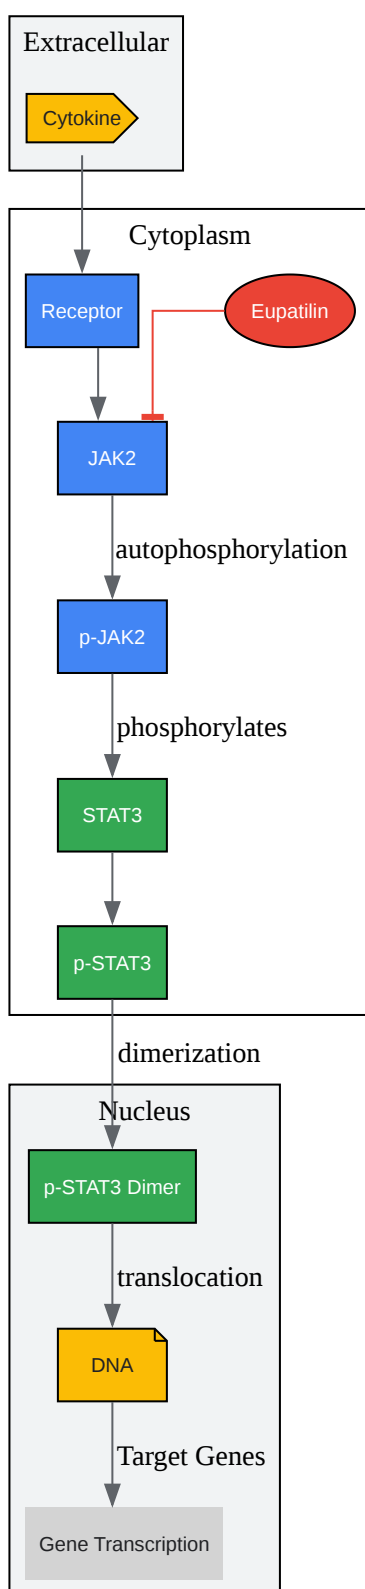 Extracellular
Cytokine
Cytoplasm
Receptor
Eupatilin
JAK2
autophosphorylation
p-JAK2
phosphorylates
STAT3
p-STAT3
dimerization
Nucleus
p-STAT3 Dimer
translocation
DNA
Target Genes
Gene Transcription